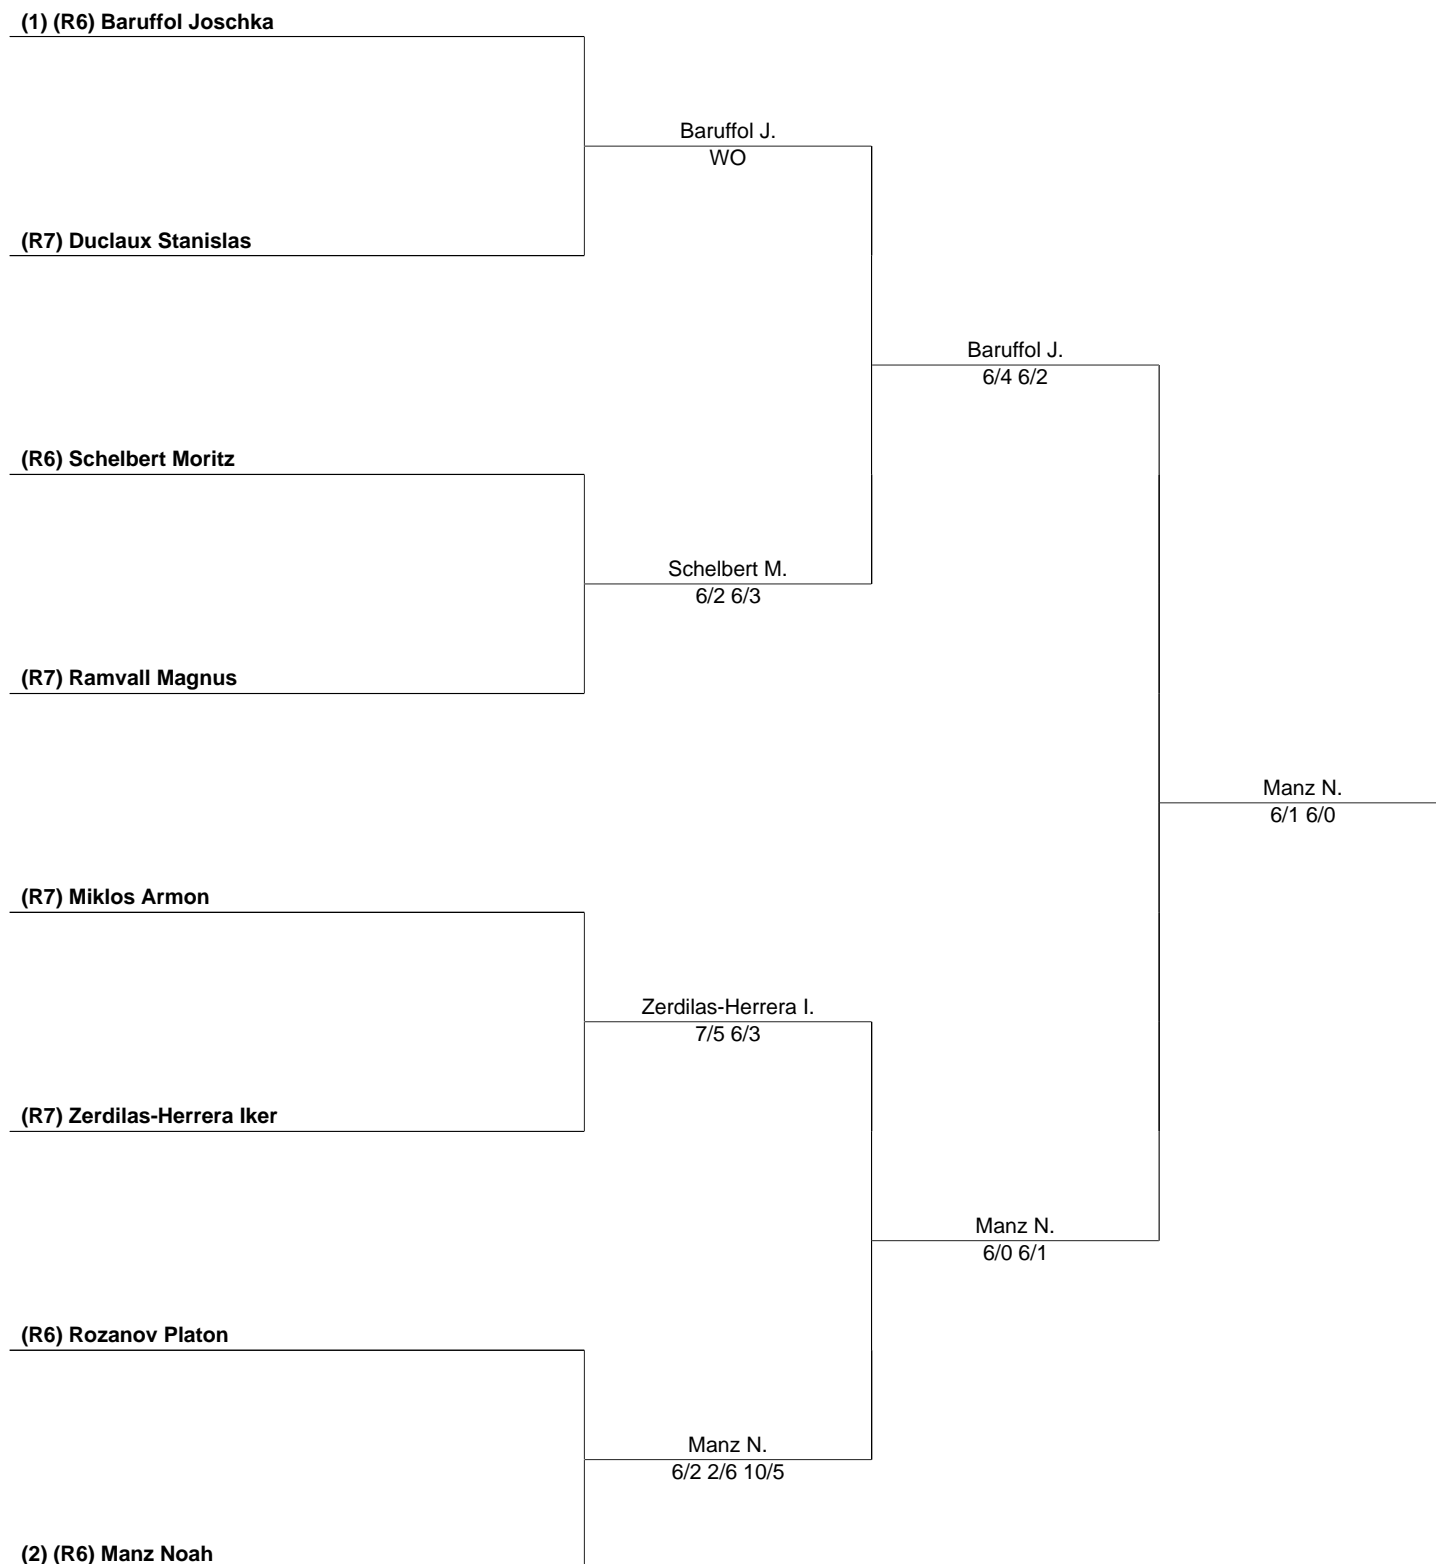 (1) (R6) Baruffol Joschka
Baruffol J.
WO
(R7) Duclaux Stanislas
Baruffol J.
6/4 6/2
(R6) Schelbert Moritz
Schelbert M.
6/2 6/3
(R7) Ramvall Magnus
Manz N.
6/1 6/0
(R7) Miklos Armon
Zerdilas-Herrera I.
7/5 6/3
(R7) Zerdilas-Herrera Iker
Manz N.
6/0 6/1
(R6) Rozanov Platon
Manz N.
6/2 2/6 10/5
(2) (R6) Manz Noah